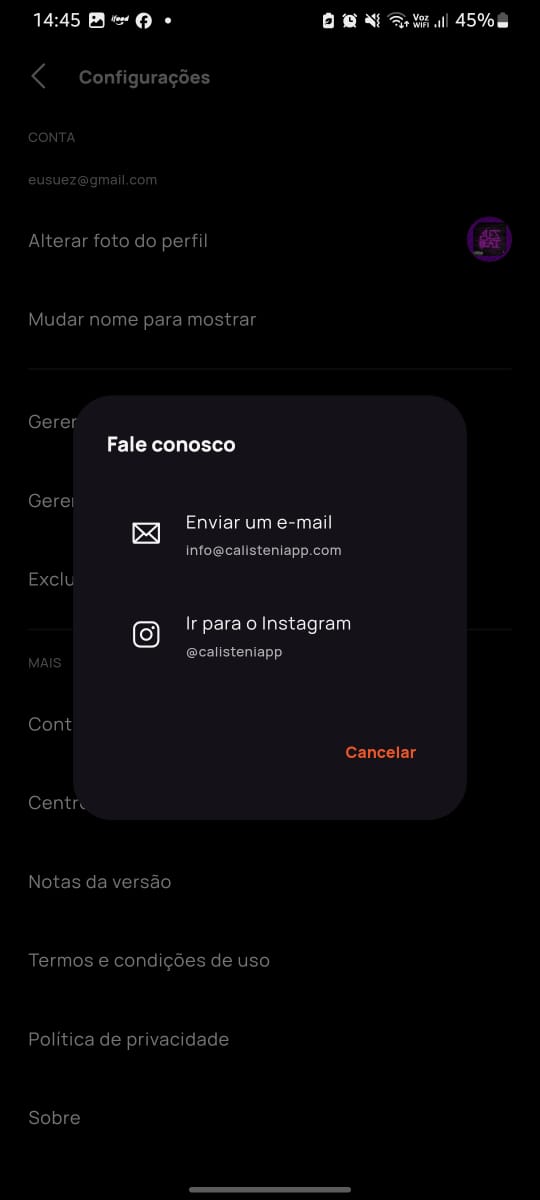 14:45 ifood Voz WiFi 45%
Configurações
CONTA
eusuez@gmail.com
Alterar foto do perfil
Mudar nome para mostrar
Geren
Geren
Exclu
Fale conosco
Enviar um e-mail
info@calisteniapp.com
Ir para o Instagram
@calisteniapp
Cancelar
MAIS
Cont
Centro
Notas da versão
Termos e condições de uso
Política de privacidade
Sobre